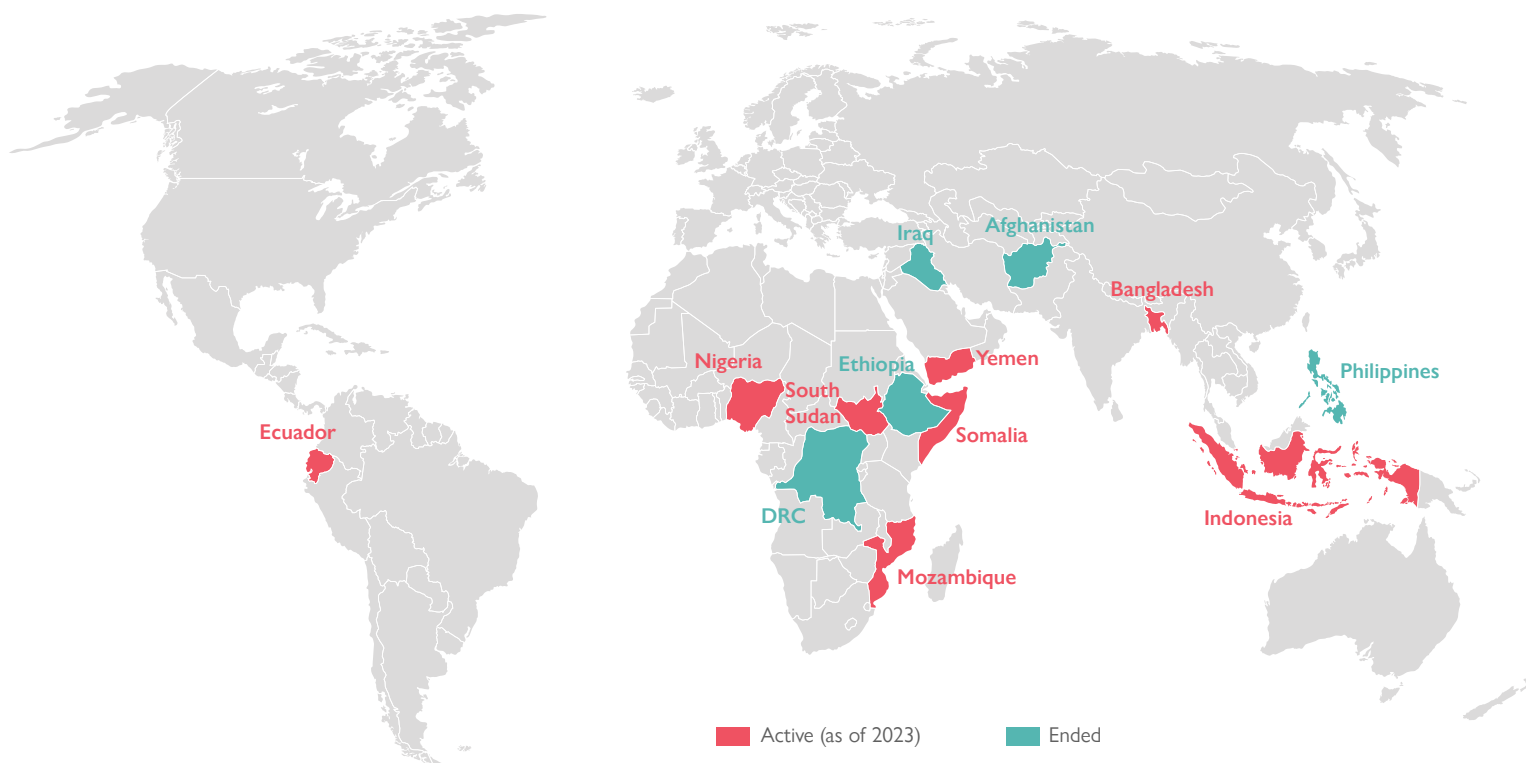 Afghanistan
Iraq
Bangladesh
Nigeria
Ethiopia
Yemen
Philippines
South
Sudan
Ecuador
Somalia
DRC
Indonesia
Mozambique
Active (as of 2023)
Ended